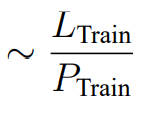 ∼ L_Train / P_Train